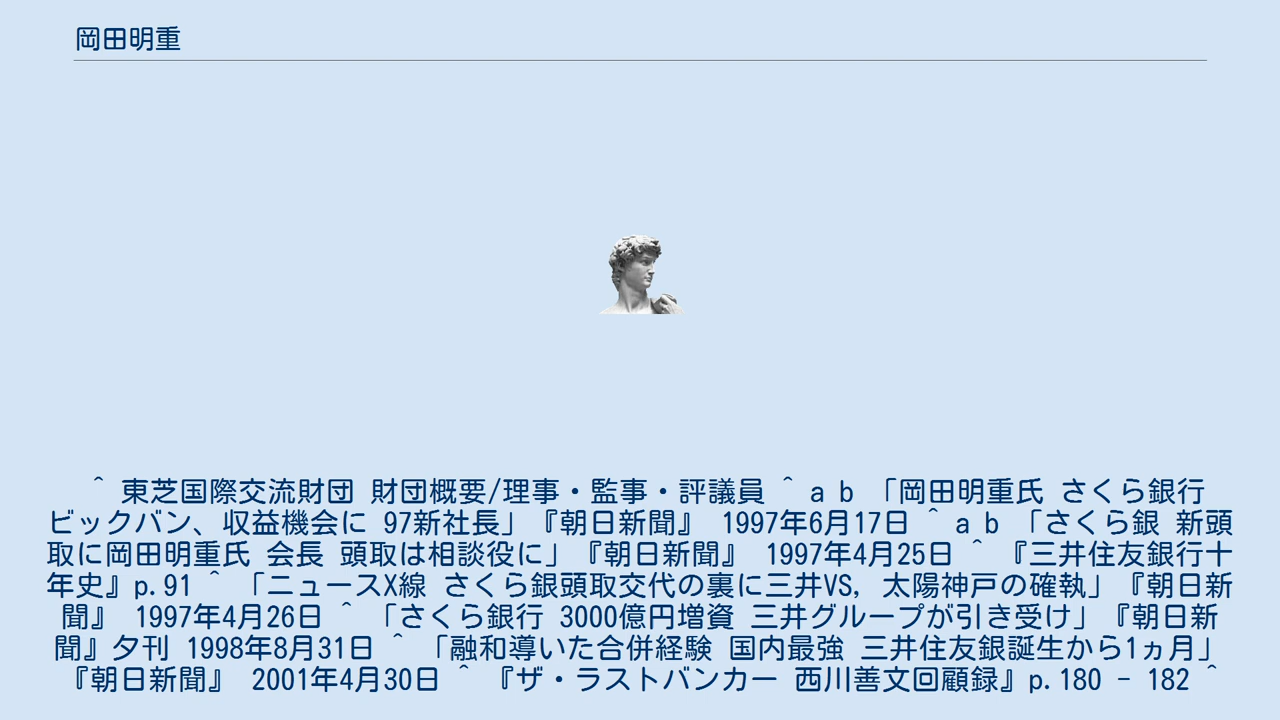 岡田明重
^ 東芝国際交流財団 財団概要/理事・監事・評議員 ^ a b 「岡田明重氏 さくら銀行
ビックバン、収益機会に 97新社長」『朝日新聞』 1997年6月17日 ^ a b 「さくら銀 新頭
取に岡田明重氏 会長 頭取は相談役に」『朝日新聞』 1997年4月25日 ^ 『三井住友銀行十
年史』p.91 ^ 「ニュースX線 さくら銀頭取交代の裏に三井VS, 太陽神戸の確執」『朝日新
聞』 1997年4月26日 ^ 「さくら銀行 3000億円増資 三井グループが引き受け」『朝日新
聞』夕刊 1998年8月31日 ^ 「融和導いた合併経験 国内最強 三井住友銀誕生から1ヵ月」
『朝日新聞』 2001年4月30日 ^ 『ザ・ラストバンカー 西川善文回顧録』p.180 - 182 ^